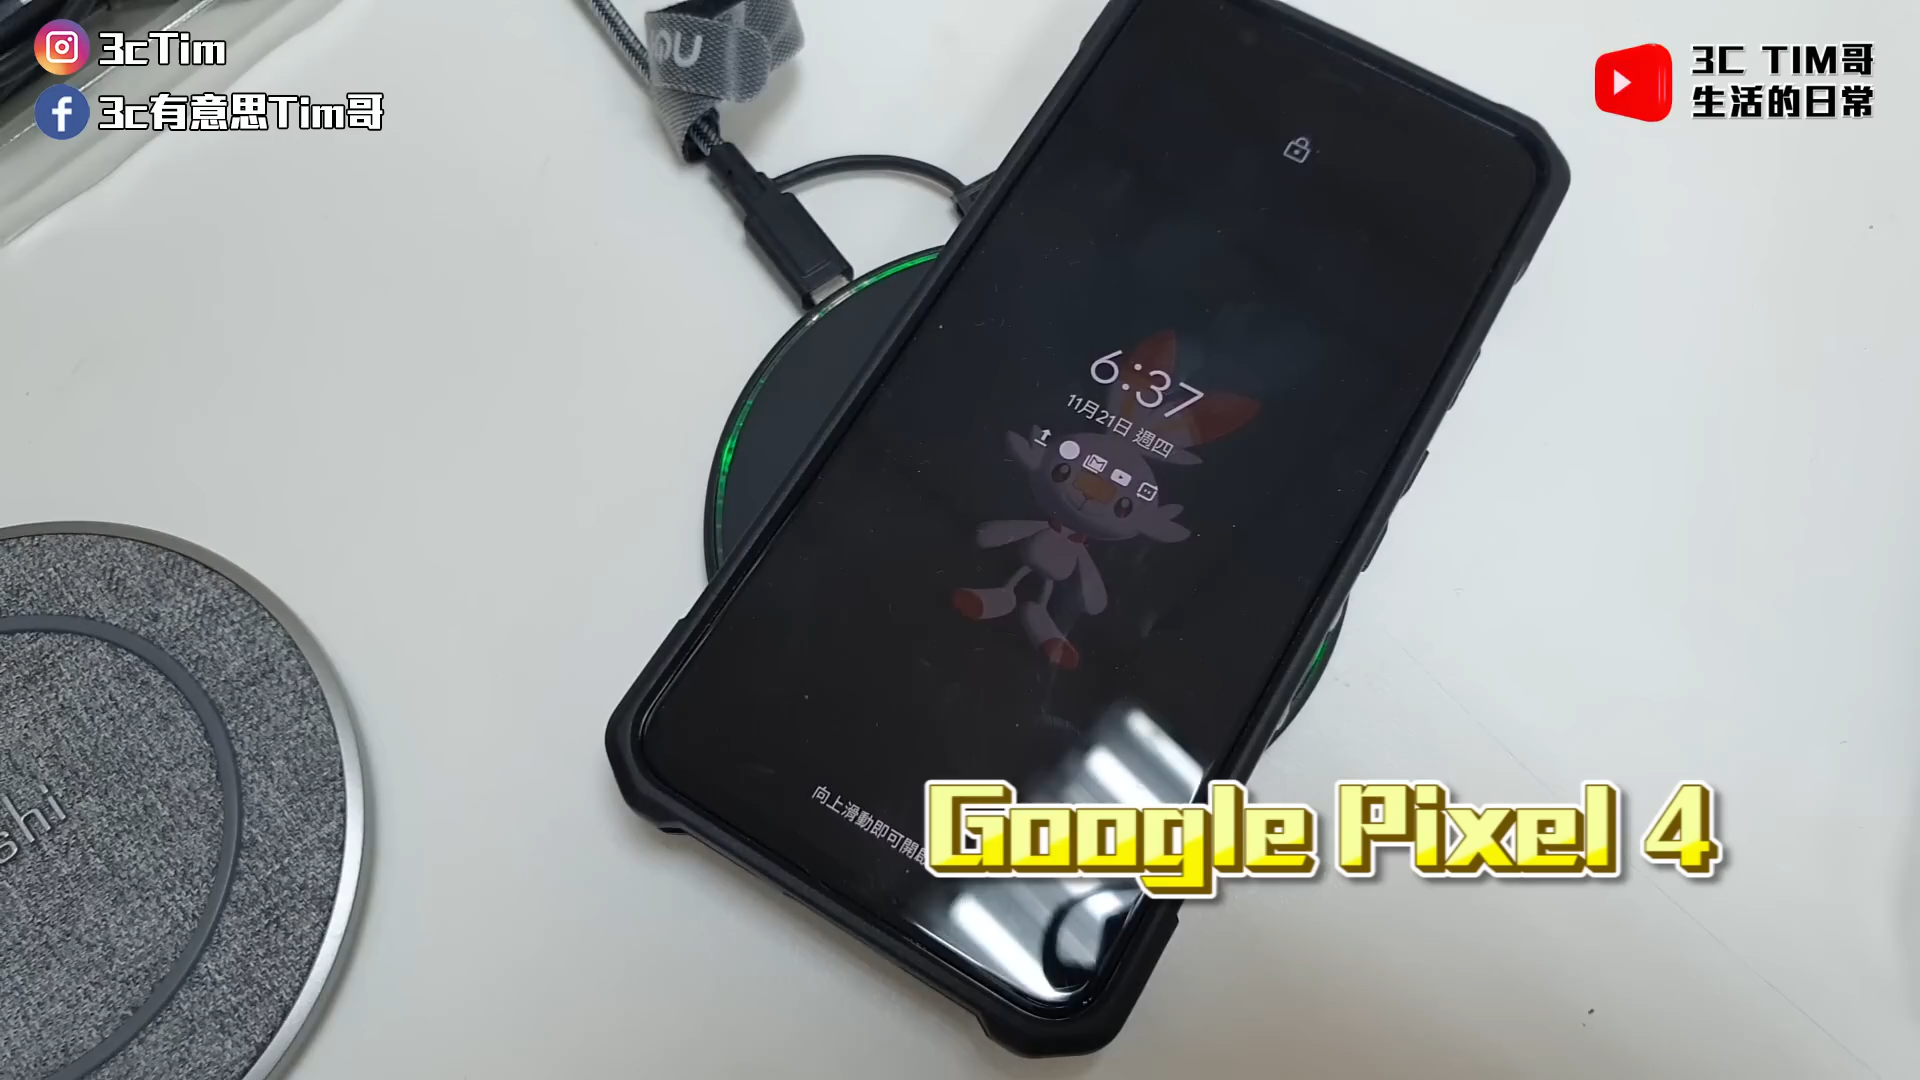 3cTim
3c有意思Tim哥
3C TIM哥
生活的日常
6:37
11月21日 週四
向上滑動即可開啟
Google Pixel 4
shi